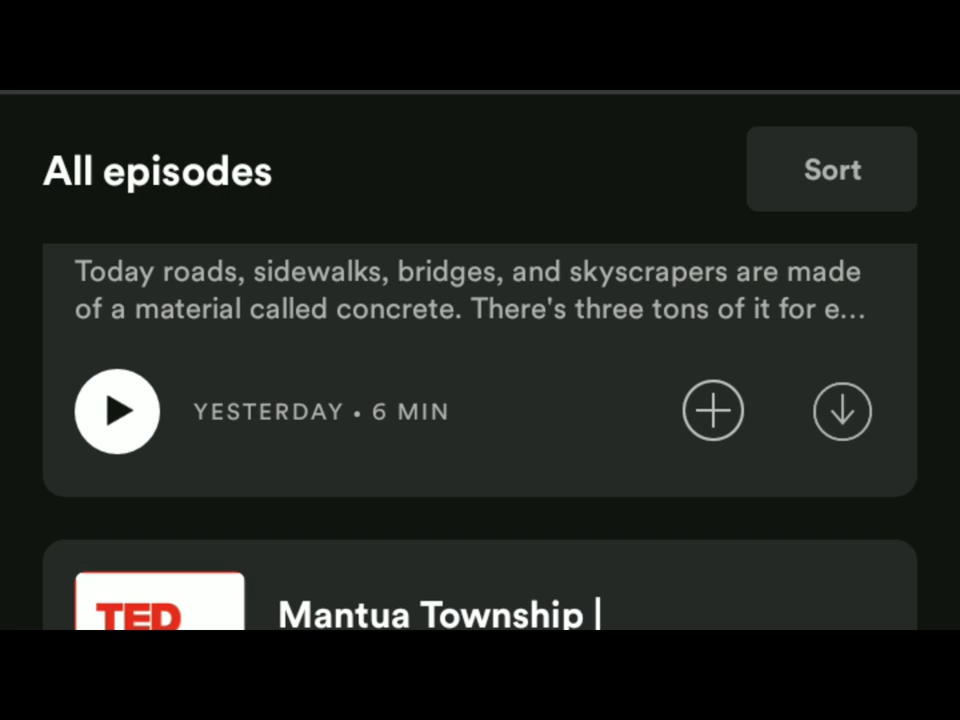 All episodes
Sort
Today roads, sidewalks, bridges, and skyscrapers are made
of a material called concrete. There's three tons of it for e...
YESTERDAY • 6 MIN
TED
Mantua Township |